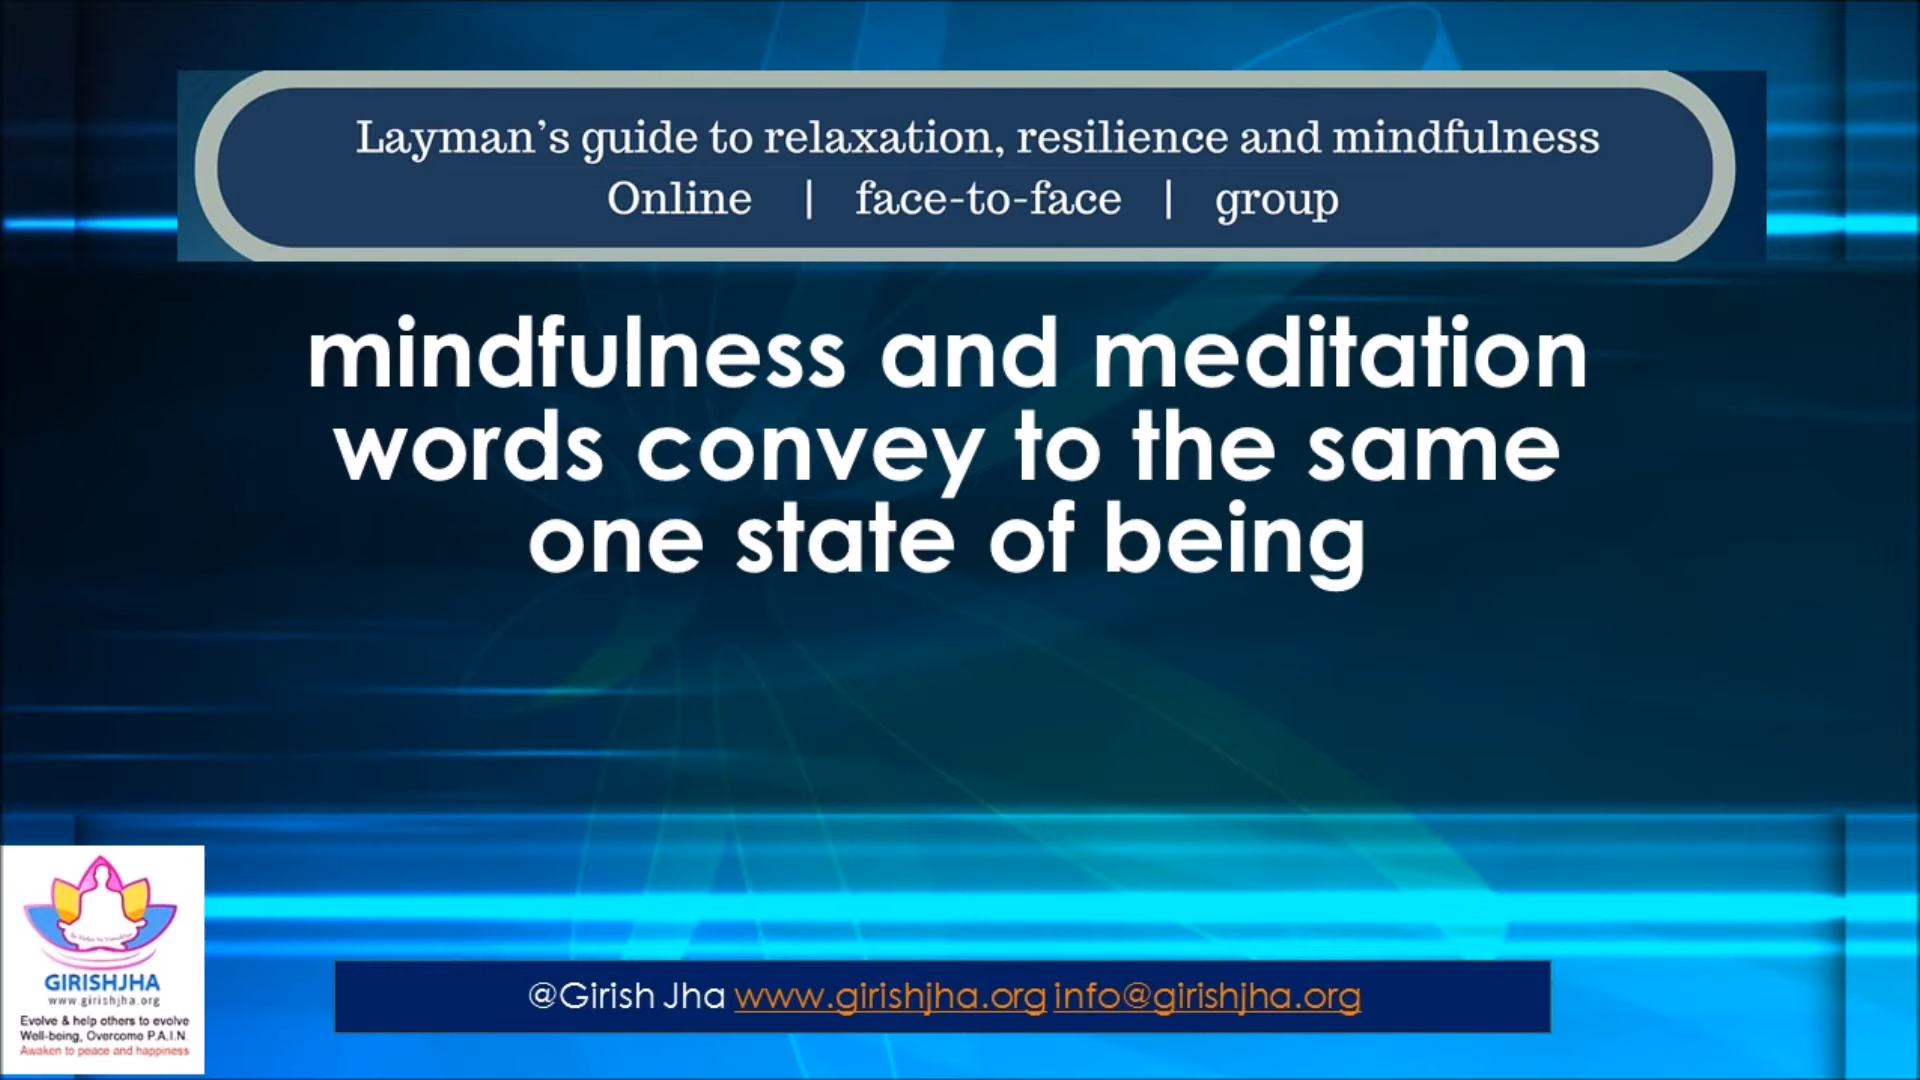 Layman’s guide to relaxation, resilience and mindfulness
Online | face-to-face | group
mindfulness and meditation
words convey to the same
one state of being
GIRISHJHA
www.girishjha.org
Evolve & help others to evolve
Well-being, Overcome P.A.I.N.
Awaken to peace and happiness
@Girish Jha www.girishjha.org info@girishjha.org